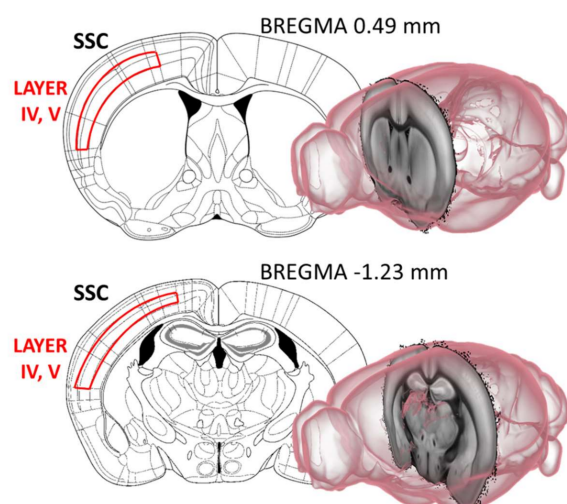 BREGMA 0.49 mm
SSC
LAYER
IV, V
BREGMA -1.23 mm
SSC
LAYER
IV, V